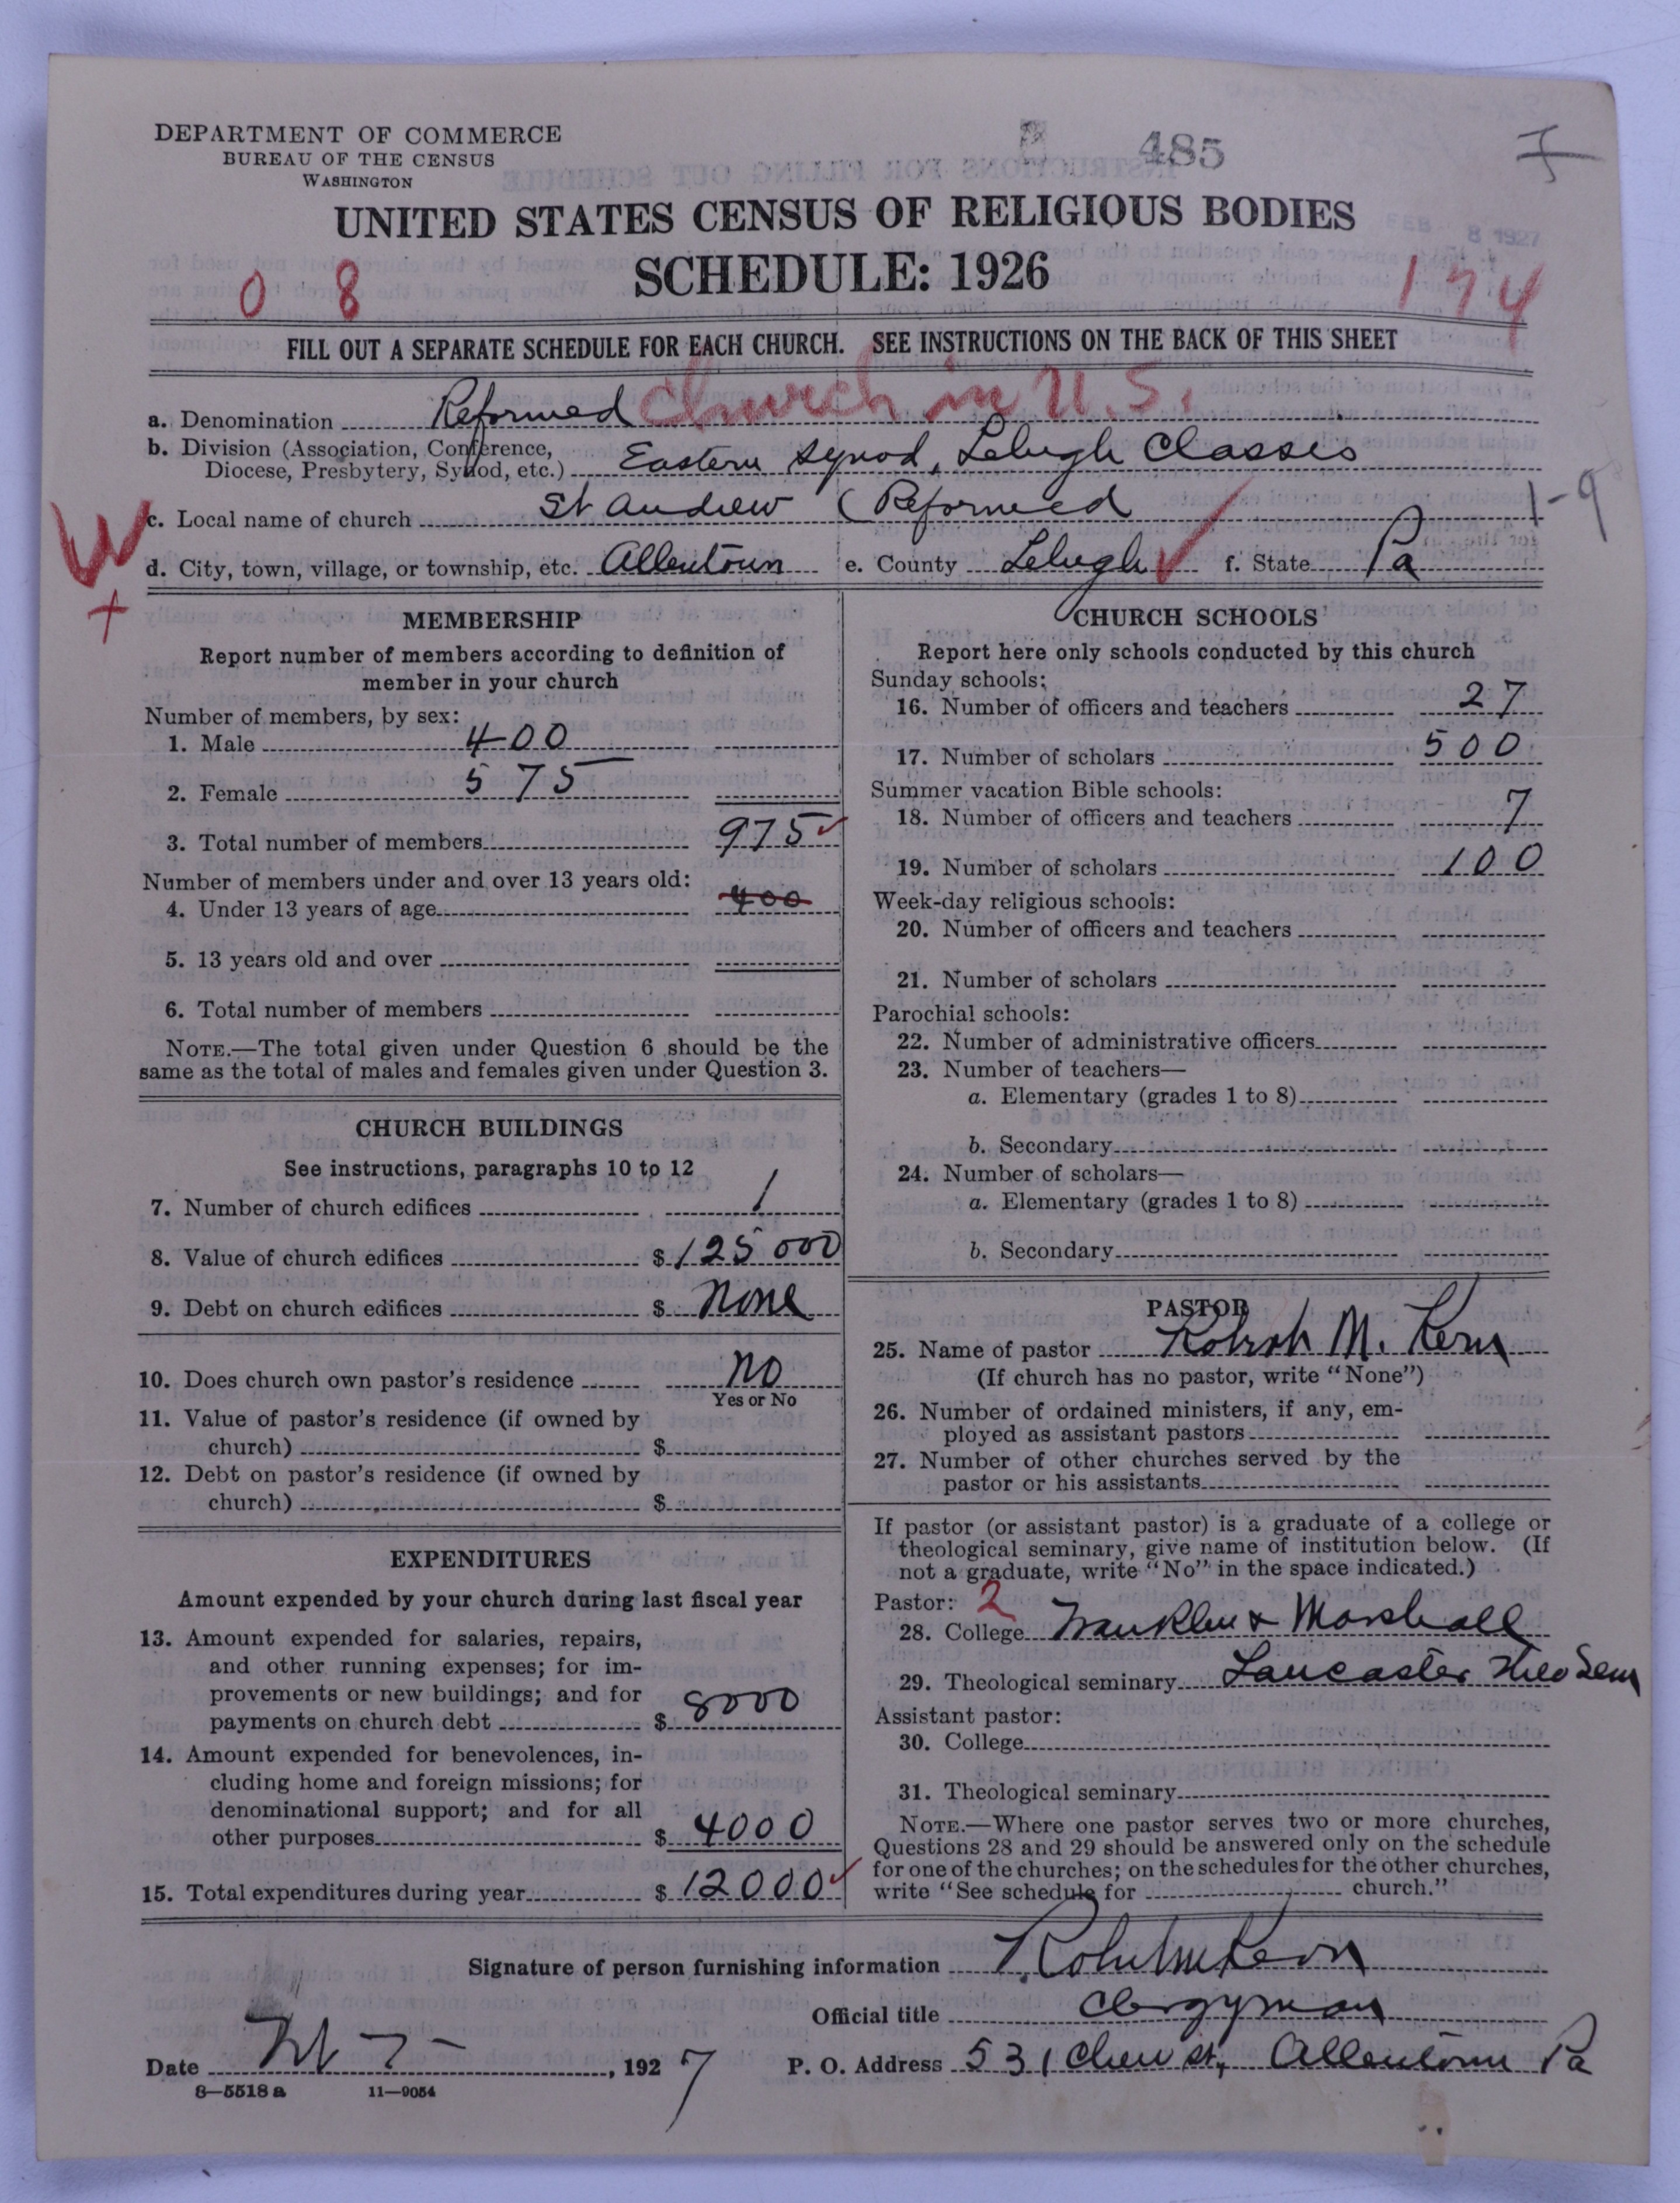 DEPARTMENT OF COMMERCE
BUREAU OF THE CENSUS
WASHINGTON
485
FEB 8 1927
UNITED STATES CENSUS OF RELIGIOUS BODIES
SCHEDULE: 1926
0 8
174
FILL OUT A SEPARATE SCHEDULE FOR EACH CHURCH. SEE INSTRUCTIONS ON THE BACK OF THIS SHEET
a. Denomination Reformed Church in U.S.
b. Division (Association, Conference,
Diocese, Presbytery, Synod, etc.) Eastern Synod, Lehigh Classis
c. Local name of church St Andrew (Reformed
1-9
W
d. City, town, village, or township, etc. Allentown e. County Lehigh f. State Pa
MEMBERSHIP
Report number of members according to definition of
member in your church
Number of members, by sex:
1. Male 400
2. Female 575
3. Total number of members 975
Number of members under and over 13 years old:
4. Under 13 years of age 400
5. 13 years old and over
6. Total number of members
NOTE.—The total given under Question 6 should be the
same as the total of males and females given under Question 3.
CHURCH BUILDINGS
See instructions, paragraphs 10 to 12
7. Number of church edifices 1
8. Value of church edifices $ 125000
9. Debt on church edifices $ None
10. Does church own pastor's residence No
Yes or No
11. Value of pastor's residence (if owned by
church) $
12. Debt on pastor's residence (if owned by
church) $
EXPENDITURES
Amount expended by your church during last fiscal year
13. Amount expended for salaries, repairs,
and other running expenses; for im-
provements or new buildings; and for
payments on church debt $ 8000
14. Amount expended for benevolences, in-
cluding home and foreign missions; for
denominational support; and for all
other purposes $ 4000
15. Total expenditures during year $ 12000
CHURCH SCHOOLS
Report here only schools conducted by this church
Sunday schools:
16. Number of officers and teachers 27
17. Number of scholars 500
Summer vacation Bible schools:
18. Number of officers and teachers 7
19. Number of scholars 100
Week-day religious schools:
20. Number of officers and teachers
21. Number of scholars
Parochial schools:
22. Number of administrative officers
23. Number of teachers—
a. Elementary (grades 1 to 8)
b. Secondary
24. Number of scholars—
a. Elementary (grades 1 to 8)
b. Secondary
PASTOR
25. Name of pastor Robert M. Kern
(If church has no pastor, write "None")
26. Number of ordained ministers, if any, em-
ployed as assistant pastors
27. Number of other churches served by the
pastor or his assistants
If pastor (or assistant pastor) is a graduate of a college or
theological seminary, give name of institution below. (If
not a graduate, write "No" in the space indicated.)
Pastor: 2
28. College Franklin & Marshall
29. Theological seminary Lancaster Theo Sem
Assistant pastor:
30. College
31. Theological seminary
NOTE.—Where one pastor serves two or more churches,
Questions 28 and 29 should be answered only on the schedule
for one of the churches; on the schedules for the other churches,
write "See schedule for church."
Signature of person furnishing information Robert M Kern
Official title Clergyman
Date Feb 7, 1927 P. O. Address 531 Chew St, Allentown Pa
8—5518 a 11—9054